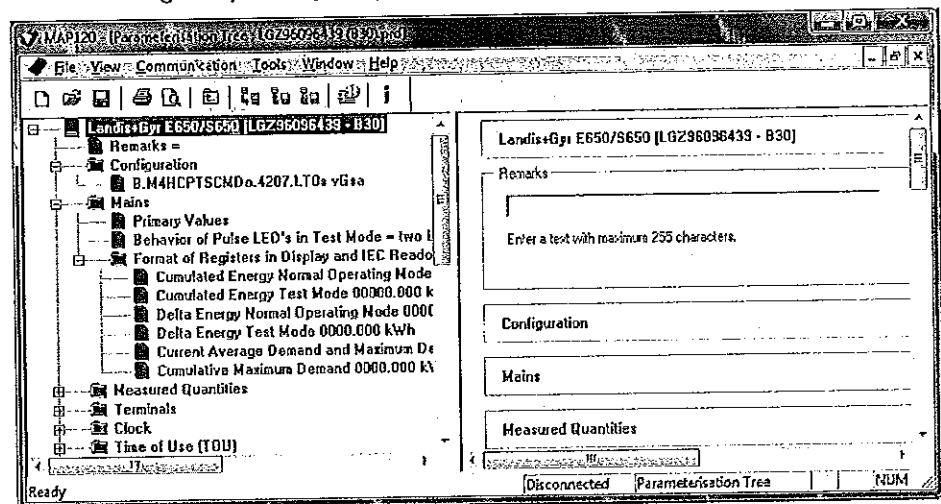 MAP120 - [Parameterisation Tree - LGZ96096439 (B30).prd]
File View Communication Tools Window Help
Landis+Gyr E650/S650 [LGZ96096439 - B30]
Remarks =
Configuration
B.M4HCPTSCMDo.4207.LT0s vGsa
Mains
Primary Values
Behavior of Pulse LED's in Test Mode = two l
Format of Registers in Display and IEC Reado
Cumulated Energy Normal Operating Mode
Cumulated Energy Test Mode 00000.000 k
Delta Energy Normal Operating Mode 000(
Delta Energy Test Mode 0000.000 kWh
Current Average Demand and Maximum De
Cumulative Maximum Demand 0000.000 k\
Measured Quantities
Terminals
Clock
Time of Use (TOU)
Landis+Gyr E650/S650 [LGZ96096439 - B30]
Remarks
Enter a text with maximum 255 characters.
Configuration
Mains
Measured Quantities
Ready
Disconnected
Parameterisation Tree
NUM